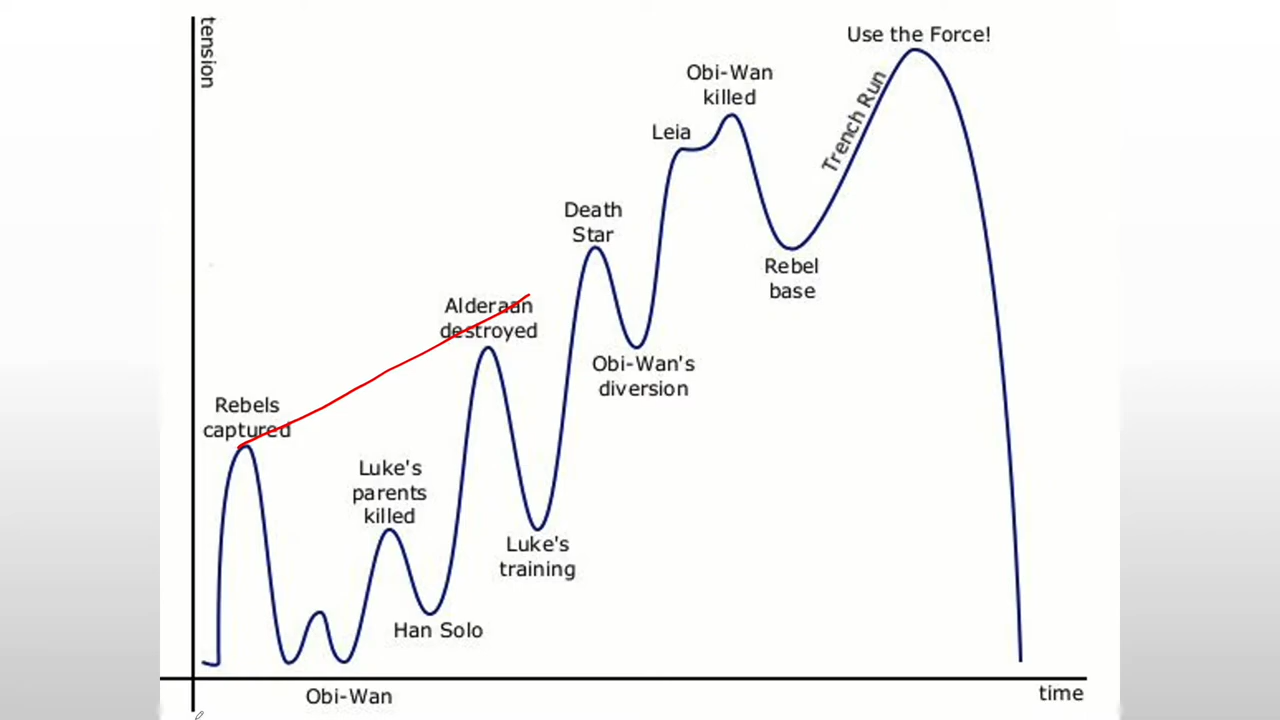 tension
Use the Force!
Obi-Wan
killed
Leia
Trench Run
Death
Star
Rebel
base
Alderaan
destroyed
Obi-Wan's
diversion
Rebels
captured
Luke's
parents
killed
Luke's
training
Han Solo
Obi-Wan
time